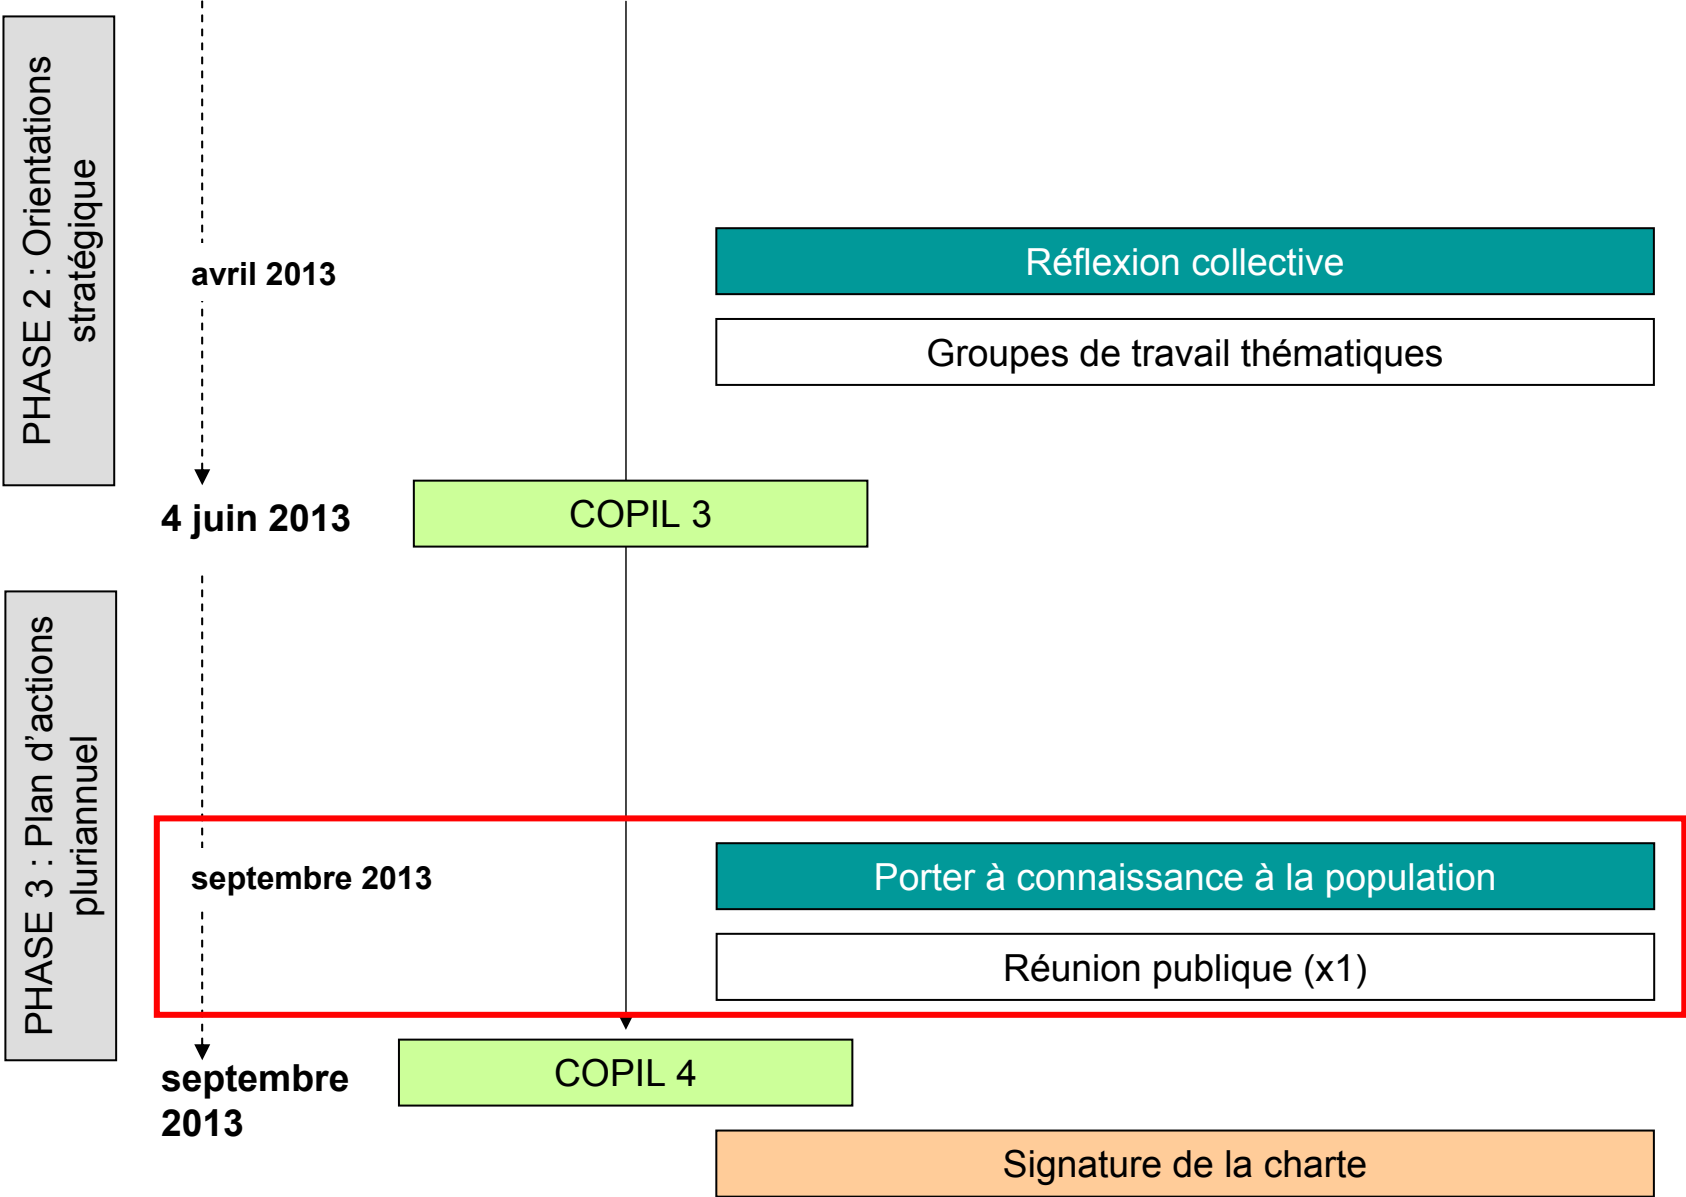 PHASE 2 : Orientations
stratégique
avril 2013
Réflexion collective
Groupes de travail thématiques
4 juin 2013
COPIL 3
PHASE 3 : Plan d’actions
pluriannuel
septembre 2013
Porter à connaissance à la population
Réunion publique (x1)
septembre
2013
COPIL 4
Signature de la charte